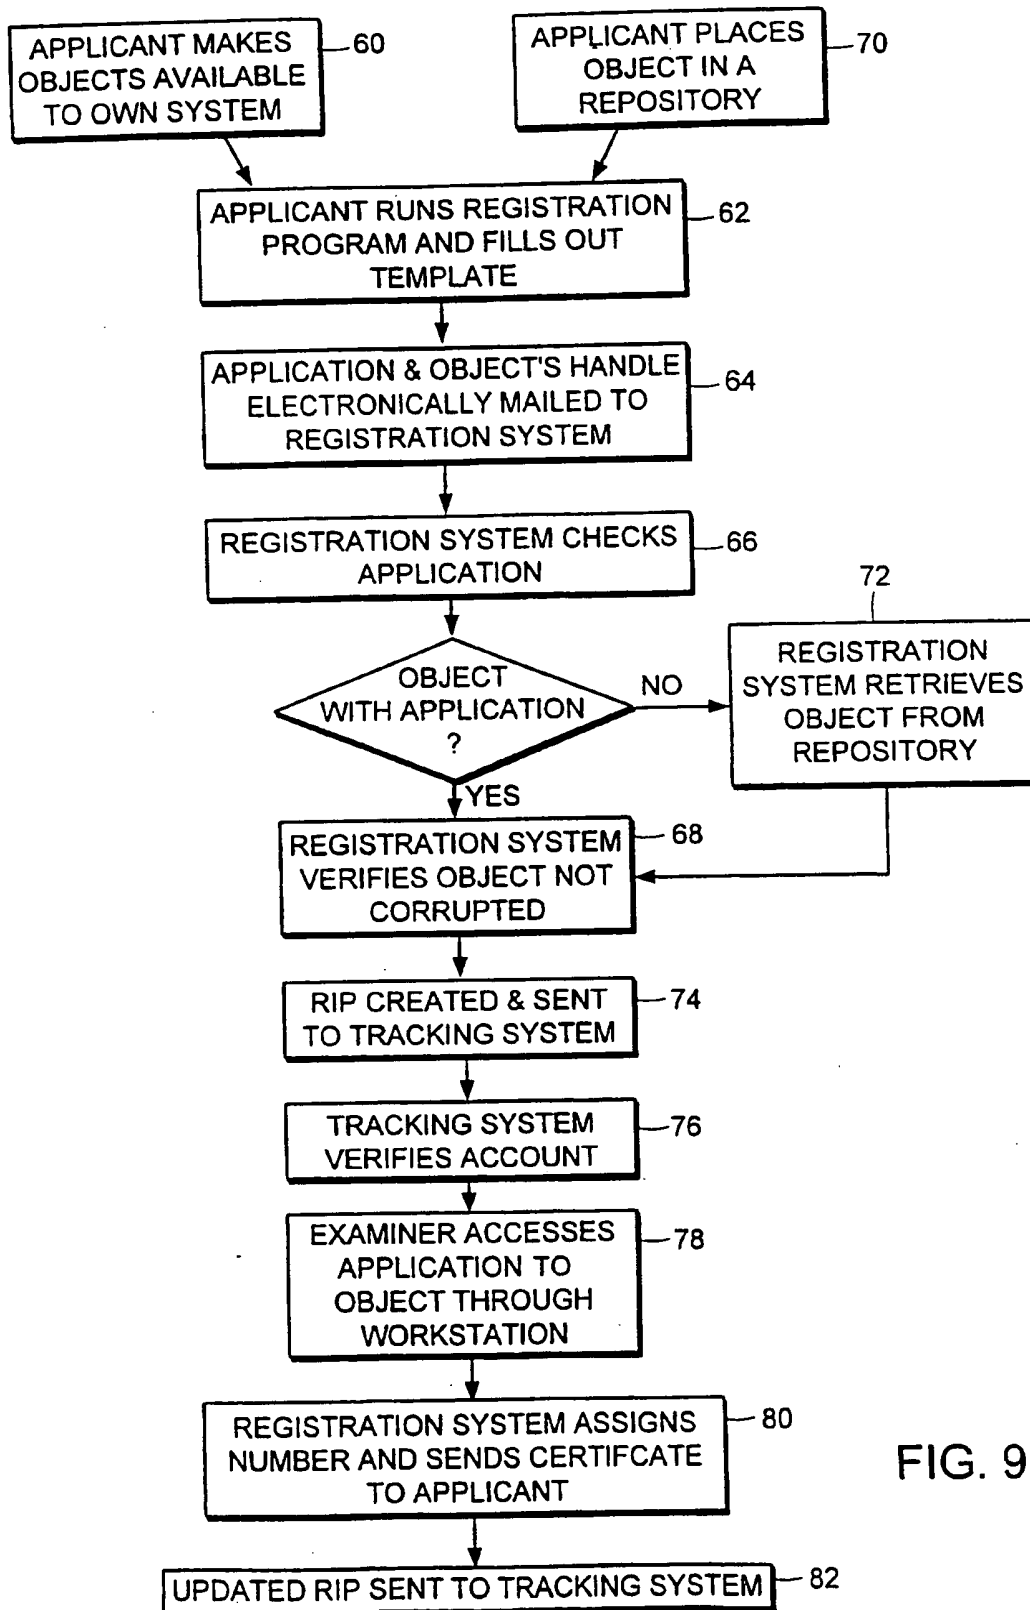 APPLICANT MAKES
OBJECTS AVAILABLE
TO OWN SYSTEM
60
APPLICANT PLACES
OBJECT IN A
REPOSITORY
70
APPLICANT RUNS REGISTRATION
PROGRAM AND FILLS OUT
TEMPLATE
62
APPLICATION & OBJECT'S HANDLE
ELECTRONICALLY MAILED TO
REGISTRATION SYSTEM
64
REGISTRATION SYSTEM CHECKS
APPLICATION
66
OBJECT
WITH APPLICATION
?
NO
72
REGISTRATION
SYSTEM RETRIEVES
OBJECT FROM
REPOSITORY
YES
REGISTRATION SYSTEM
VERIFIES OBJECT NOT
CORRUPTED
68
RIP CREATED & SENT
TO TRACKING SYSTEM
74
TRACKING SYSTEM
VERIFIES ACCOUNT
76
EXAMINER ACCESSES
APPLICATION TO
OBJECT THROUGH
WORKSTATION
78
REGISTRATION SYSTEM ASSIGNS
NUMBER AND SENDS CERTIFCATE
TO APPLICANT
80
UPDATED RIP SENT TO TRACKING SYSTEM
82
FIG. 9